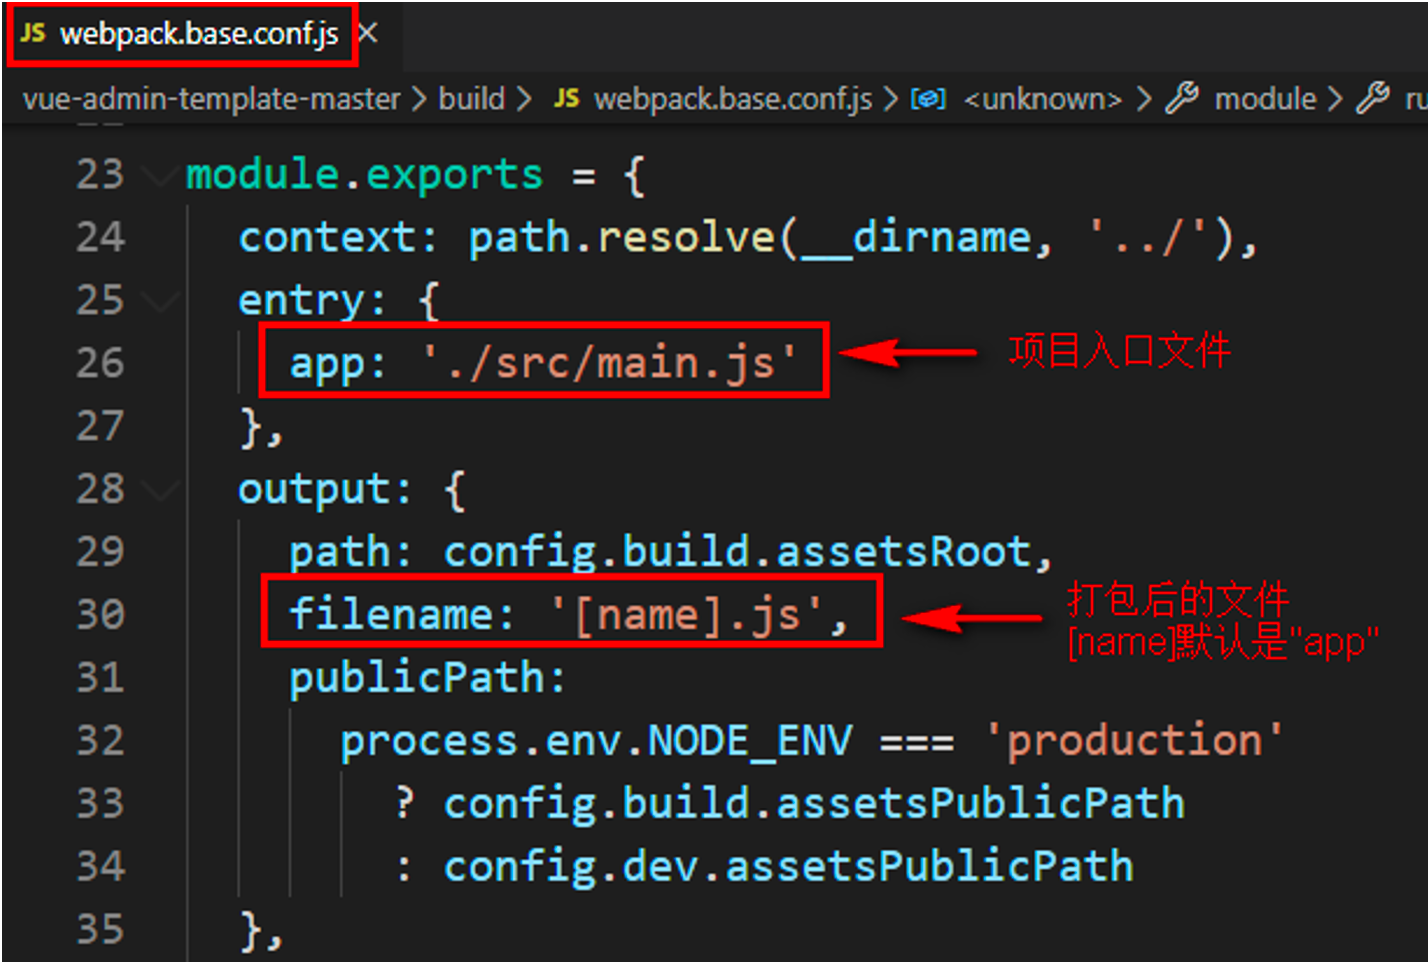 JS webpack.base.conf.js ×
vue-admin-template-master > build > JS webpack.base.conf.js > <unknown> > module > ru
23 module.exports = {
24 context: path.resolve(__dirname, '../'),
25 entry: {
26 app: './src/main.js' 项目入口文件
27 },
28 output: {
29 path: config.build.assetsRoot,
30 filename: '[name].js', 打包后的文件
[name]默认是"app"
31 publicPath:
32 process.env.NODE_ENV === 'production'
33 ? config.build.assetsPublicPath
34 : config.dev.assetsPublicPath
35 },